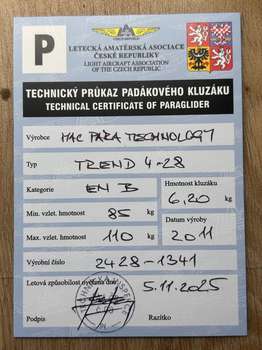 P
LETECKÁ AMATÉRSKÁ ASOCIACE
ČESKÉ REPUBLIKY
LIGHT AIRCRAFT ASSOCIATION
OF THE CZECH REPUBLIC
TECHNICKÝ PRŮKAZ PADÁKOVÉHO KLUZÁKU
TECHNICAL CERTIFICATE OF PARAGLIDER
Výrobce MAC PARA TECHNOLOGY
Typ TREND 4-28
Kategorie EN B
Hmotnost kluzáku
6,20 kg
Min. vzlet. hmotnost 85 kg
Datum výroby
2011
Max. vzlet. hmotnost 110 kg
Výrobní číslo 2428-1341
Letová způsobilost ověřena dne
5.11.2025
Podpis
Razítko